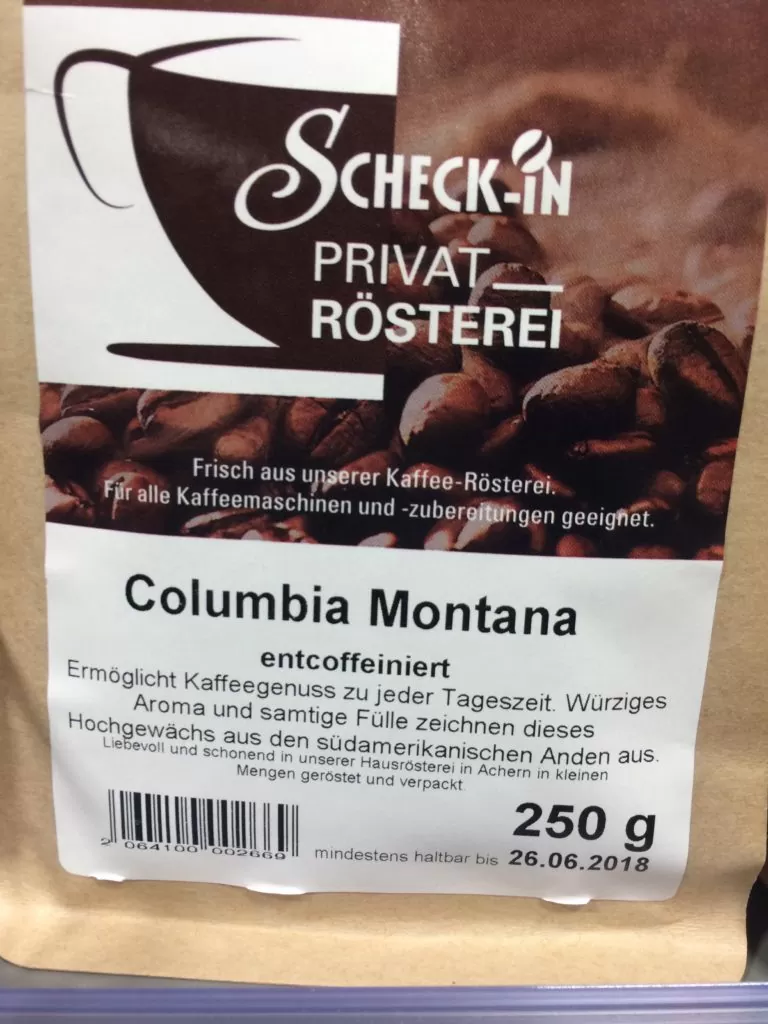 SCHECK-iN
PRIVAT_
RÖSTEREI
Frisch aus unserer Kaffee-Rösterei.
Für alle Kaffeemaschinen und -zubereitungen geeignet.
Columbia Montana
entcoffeiniert
Ermöglicht Kaffeegenuss zu jeder Tageszeit. Würziges
Aroma und samtige Fülle zeichnen dieses
Hochgewächs aus den südamerikanischen Anden aus.
Liebevoll und schonend in unserer Hausrösterei in Achern in kleinen
Mengen geröstet und verpackt.
250 g
2 064100 002669
mindestens haltbar bis 26.06.2018